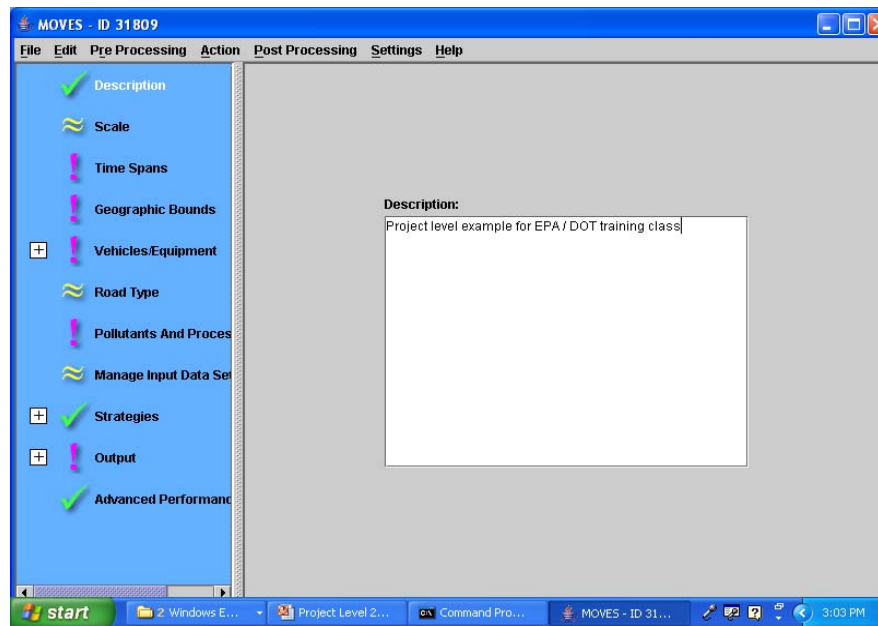 MOVES - ID 31809
File Edit Pre Processing Action Post Processing Settings Help
Description
Scale
Time Spans
Geographic Bounds
Vehicles/Equipment
Road Type
Pollutants And Proces
Manage Input Data Set
Strategies
Output
Advanced Performanc
Description:
Project level example for EPA / DOT training class
start 2 Windows E... Project Level 2... Command Pro... MOVES - ID 31... 3:03 PM